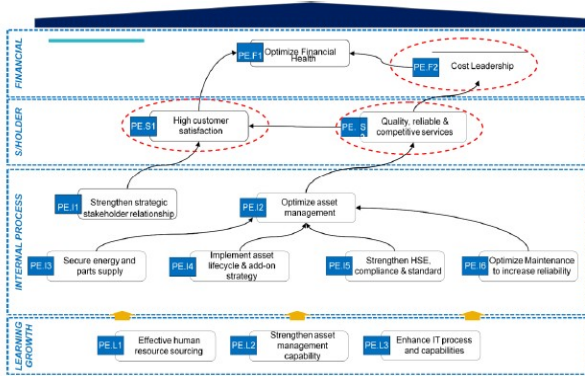 FINANCIAL
PE.F1
Optimize Financial
Health
PE.F2
Cost Leadership
S/HOLDER
PE.S1
High customer
satisfaction
PE. S
Quality, reliable &
competitive services
INTERNAL PROCESS
PE.I1
Strengthen strategic
stakeholder relationship
PE.I2
Optimize asset
management
PE.I3
Secure energy and
parts supply
PE.I4
Implement asset
lifecycle & add-on
strategy
PE.I5
Strengthen HSE,
compliance & standard
PE.I6
Optimize Maintenance
to increase reliability
LEARNING
GROWTH
PE.L1
Effective human
resource sourcing
PE.L2
Strengthen asset
management
capability
PE.L3
Enhance IT process
and capabilities